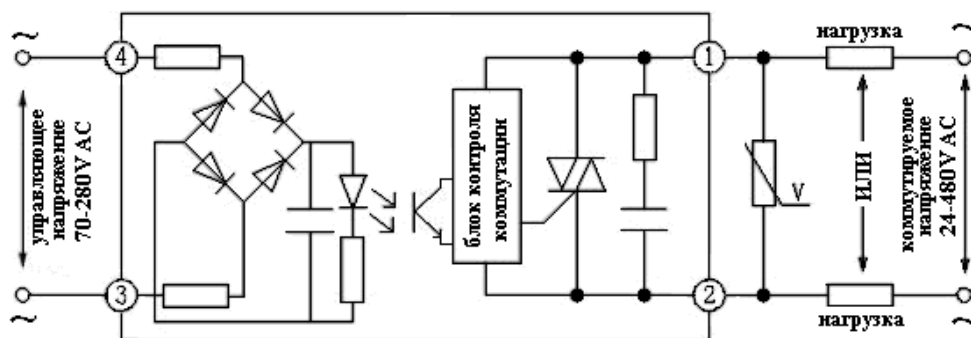 ~
4
управляющее
напряжение
70-280V AC
3
~
блок контроля
коммутации
1
2
V
нагрузка
ИЛИ
нагрузка
~
коммутируемое
напряжение
24-480V AC
~